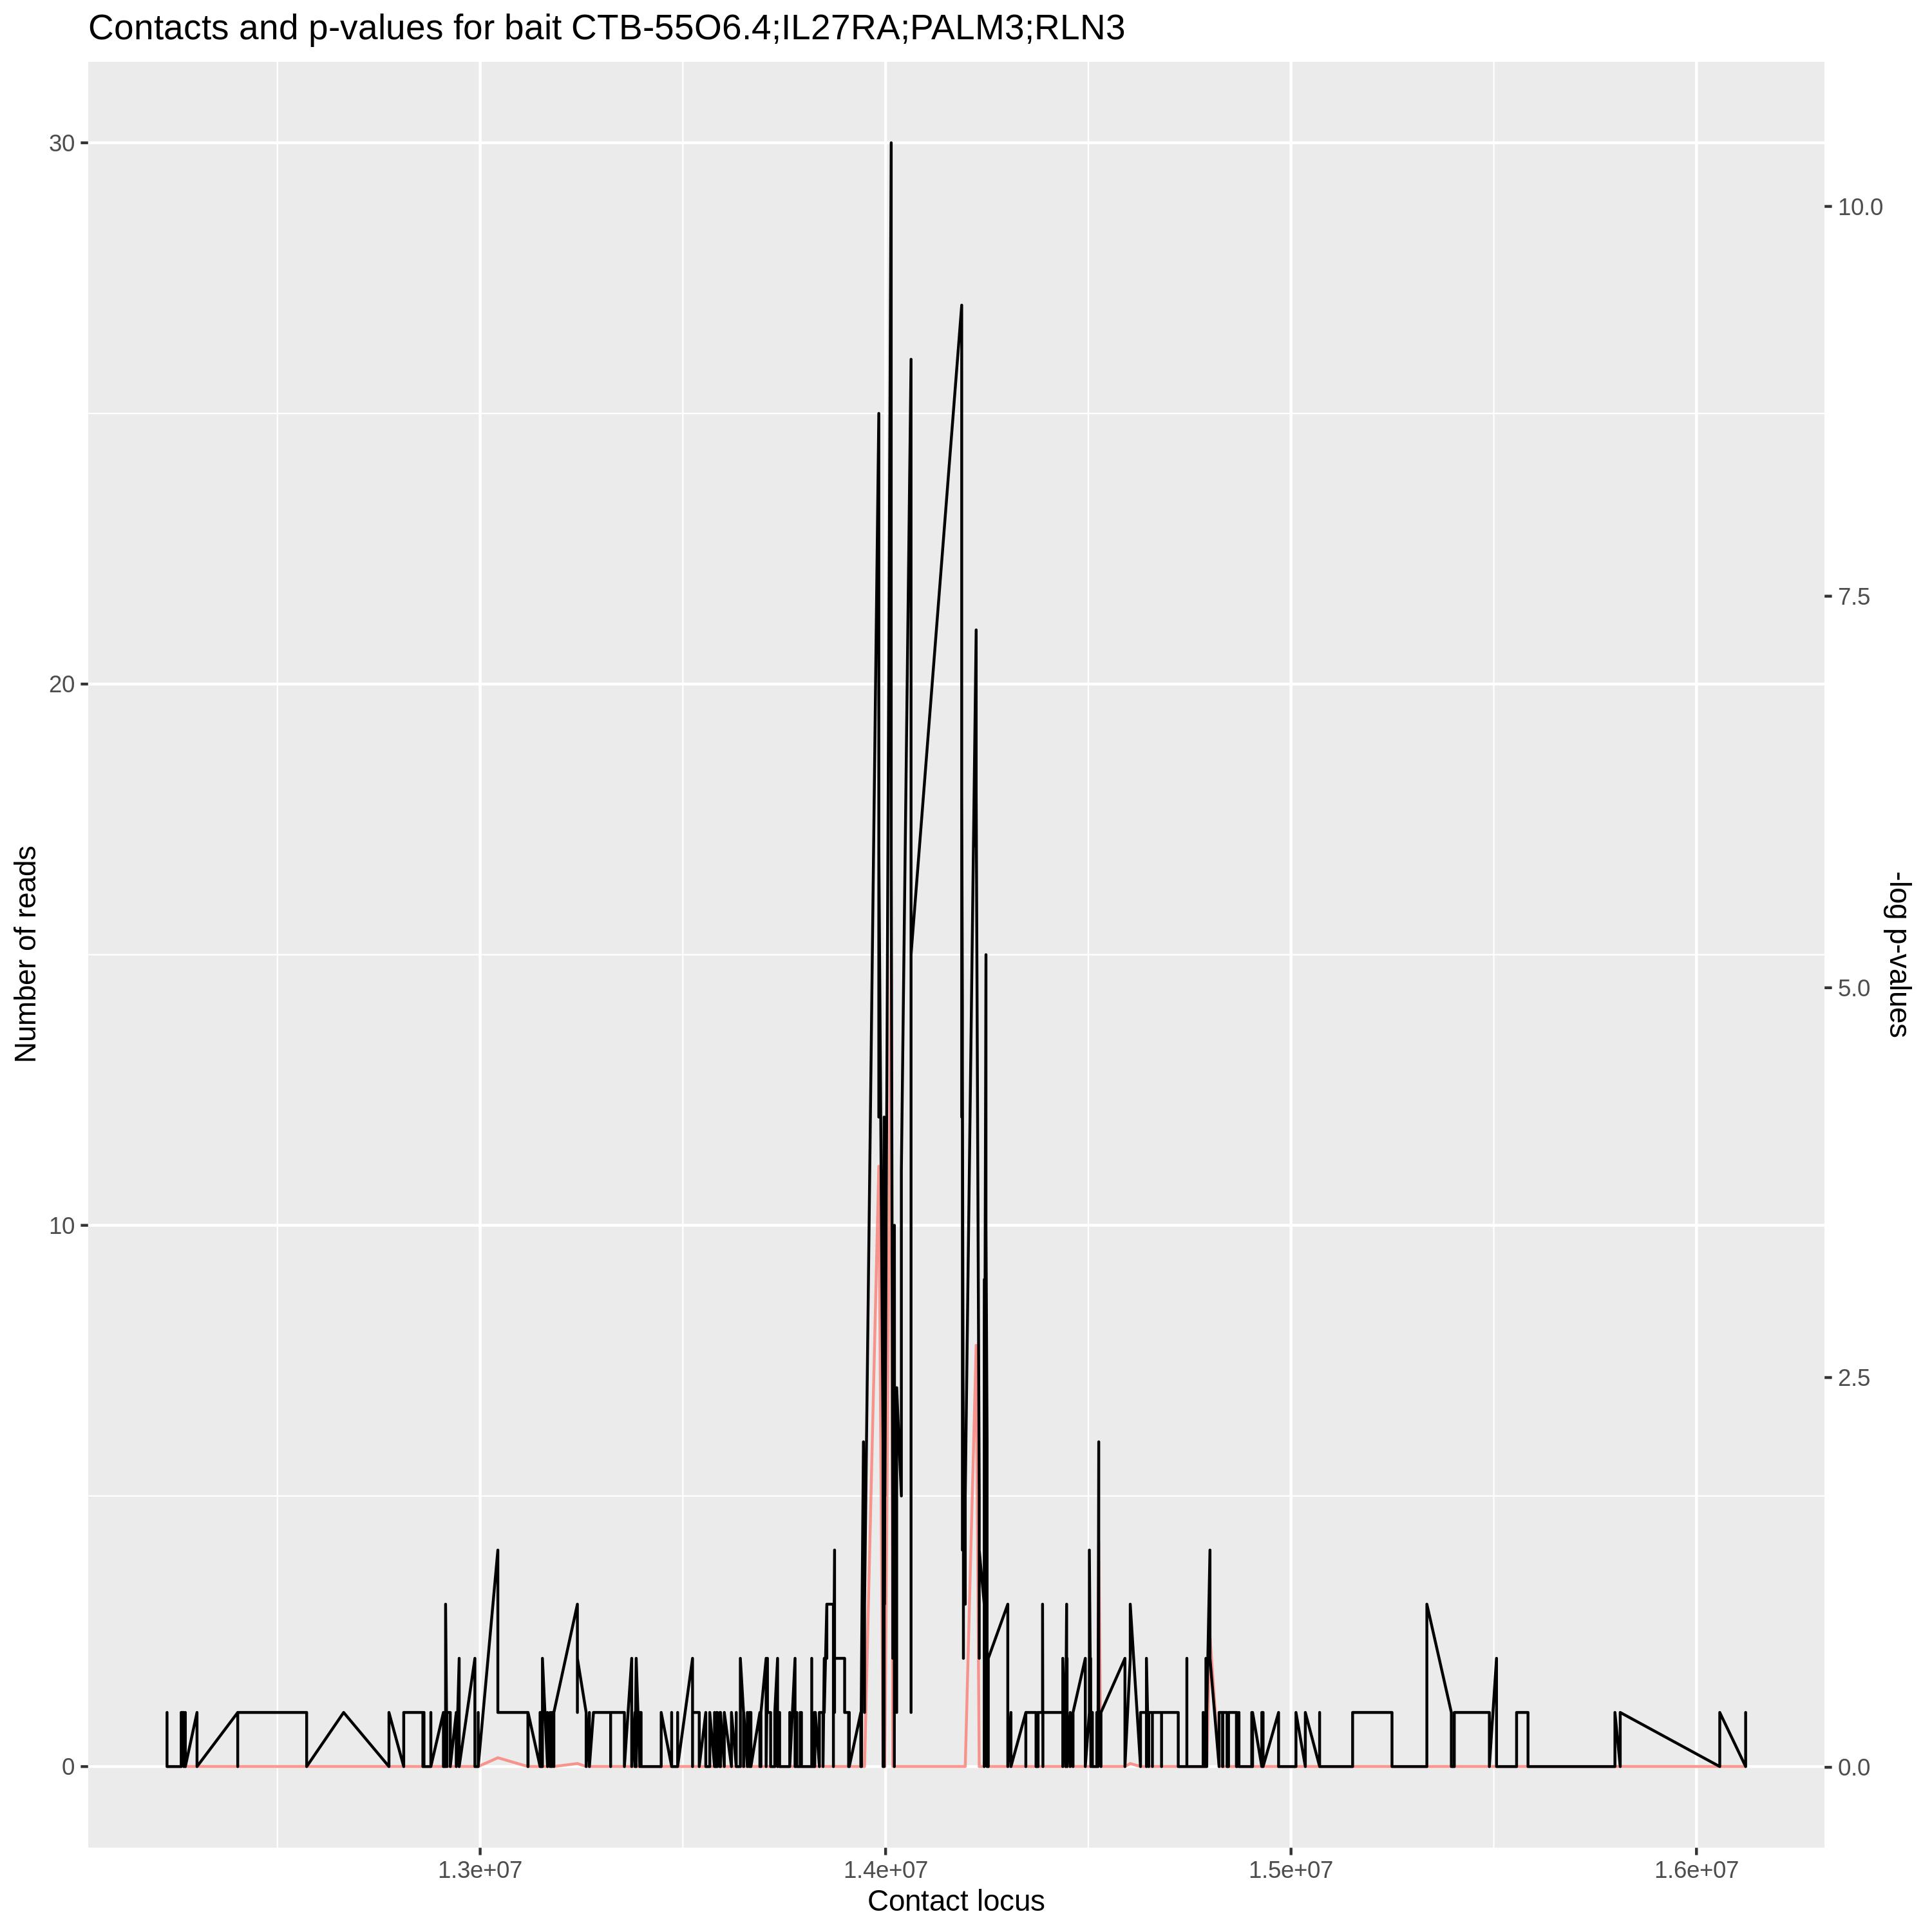 Contacts and p-values for bait CTB-55O6.4;IL27RA;PALM3;RLN3
30
20
10
0
Number of reads
10.0
7.5
5.0
2.5
0.0
-log p-values
1.3e+07
1.4e+07
1.5e+07
1.6e+07
Contact locus